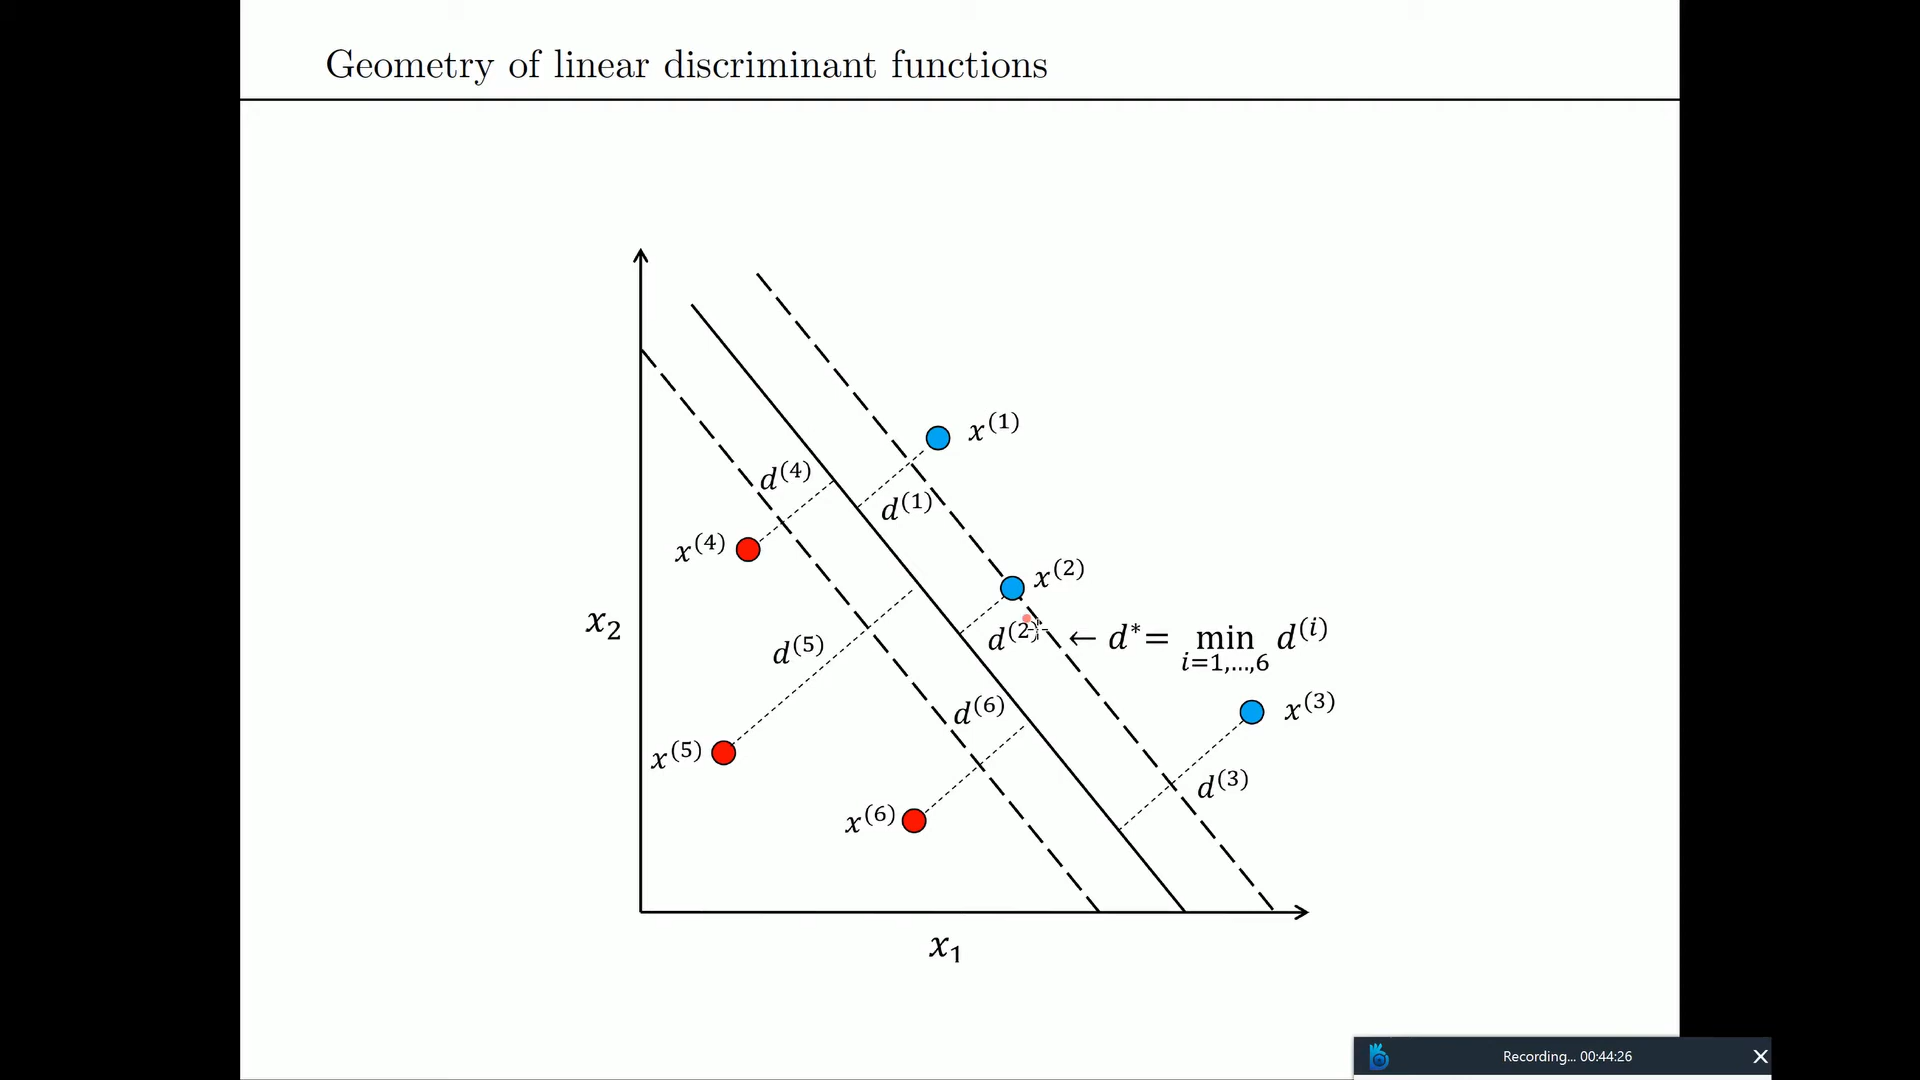 Geometry of linear discriminant functions
x⁽¹⁾
d⁽⁴⁾
d⁽¹⁾
x⁽⁴⁾
x⁽²⁾
x₂
d⁽⁵⁾
d⁽²⁾ ← d* = min d⁽ⁱ⁾
i=1,…,6
d⁽⁶⁾
x⁽³⁾
x⁽⁵⁾
d⁽³⁾
x⁽⁶⁾
x₁
Recording... 00:44:26